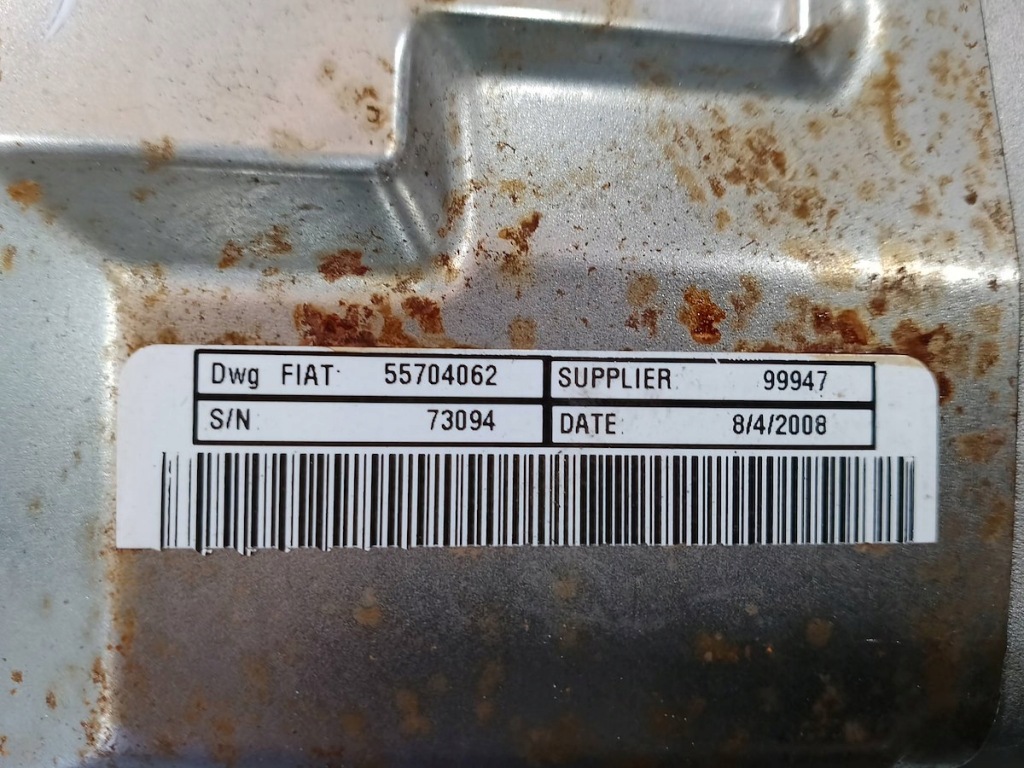 Dwg FIAT: 55704062 SUPPLIER: 99947
S/N 73094 DATE: 8/4/2008